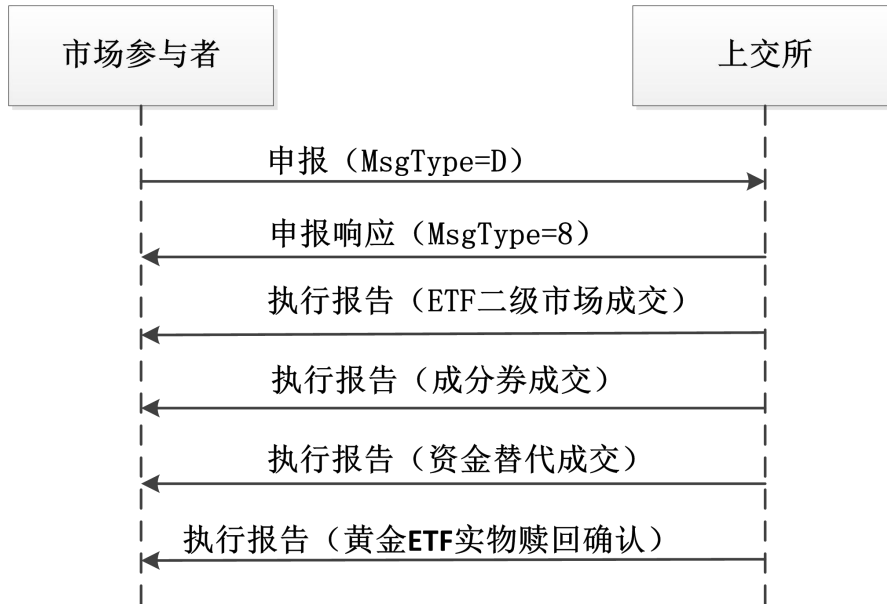 市场参与者
上交所
申报（MsgType=D）
申报响应（MsgType=8）
执行报告（ETF二级市场成交）
执行报告（成分券成交）
执行报告（资金替代成交）
执行报告（黄金ETF实物赎回确认）